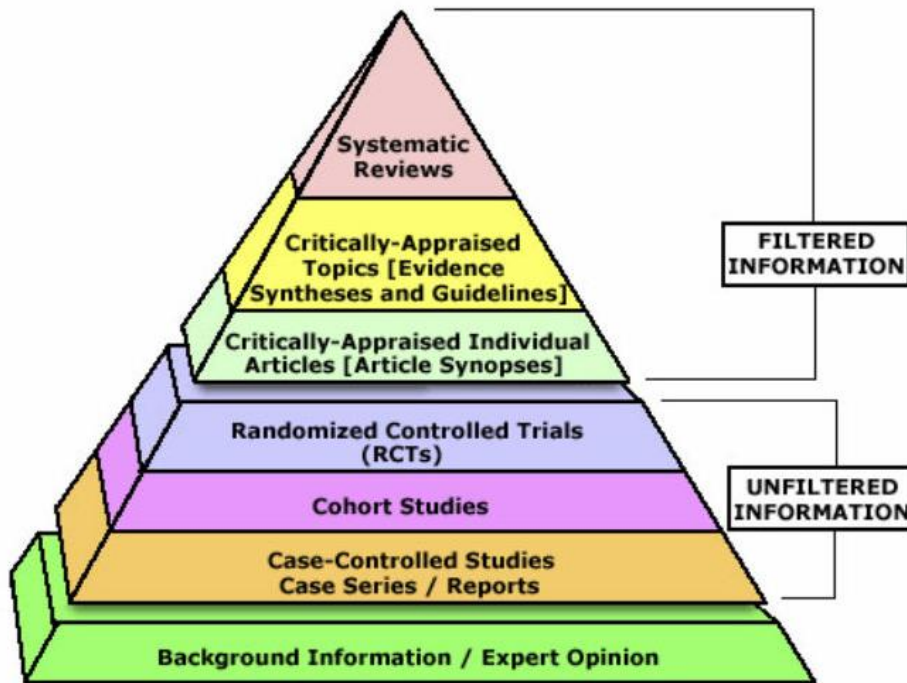 Systematic
Reviews
Critically-Appraised
Topics [Evidence
Syntheses and Guidelines]
FILTERED
INFORMATION
Critically-Appraised Individual
Articles [Article Synopses]
Randomized Controlled Trials
(RCTs)
Cohort Studies
UNFILTERED
INFORMATION
Case-Controlled Studies
Case Series / Reports
Background Information / Expert Opinion